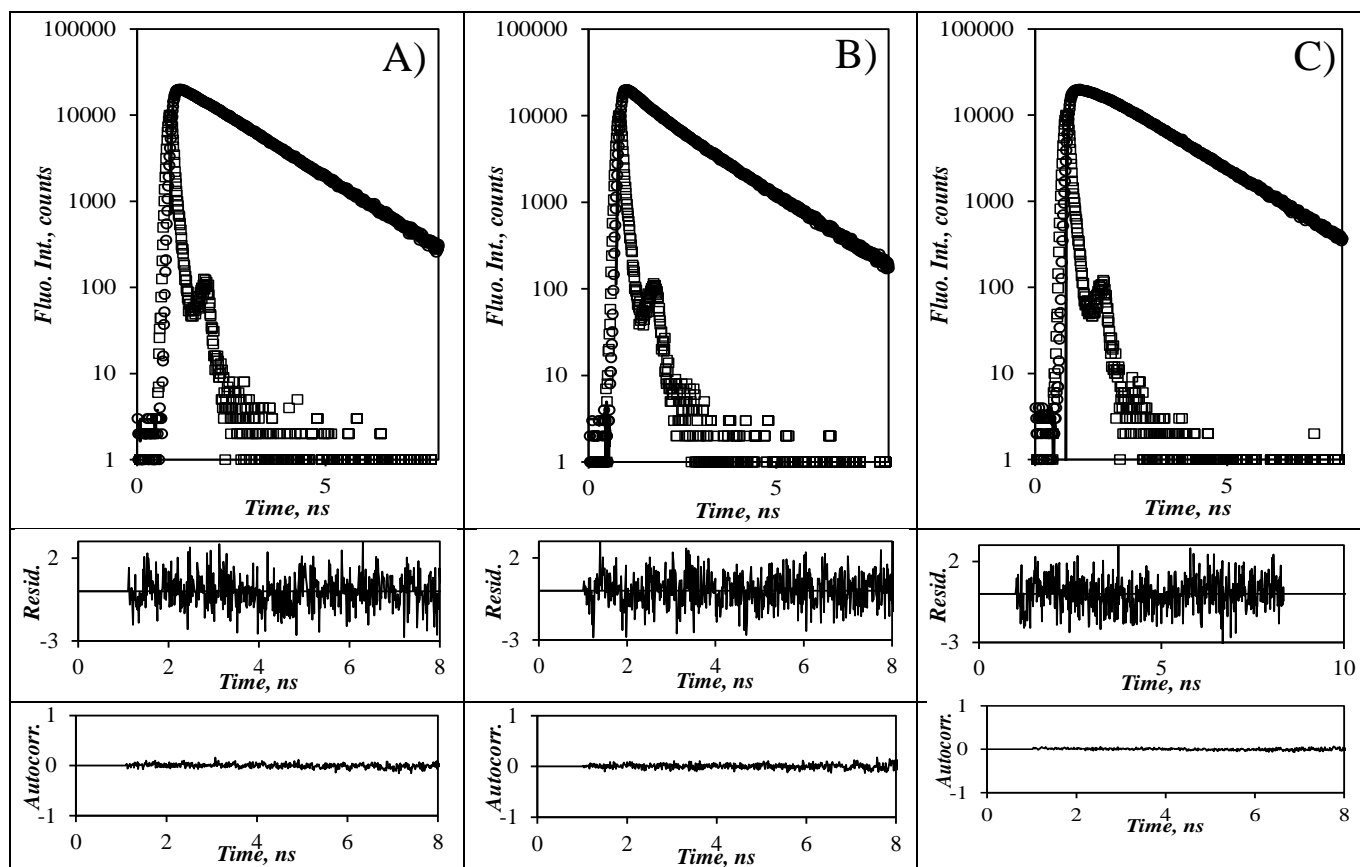 A)
Fluo. Int., counts
100000
10000
1000
100
10
1
0 5
Time, ns
B)
Fluo. Int., counts
100000
10000
1000
100
10
1
0 5
Time, ns
C)
Fluo. Int., counts
100000
10000
1000
100
10
1
0 5
Time, ns
Resid.
2
-3
0 2 4 6 8
Time, ns
Resid.
2
-3
0 2 4 6 8
Time, ns
Resid.
2
-3
0 5 10
Time, ns
Autocorr.
1
0
-1
0 2 4 6 8
Time, ns
Autocorr.
1
0
-1
0 2 4 6 8
Time, ns
Autocorr.
1
0
-1
0 2 4 6 8
Time, ns